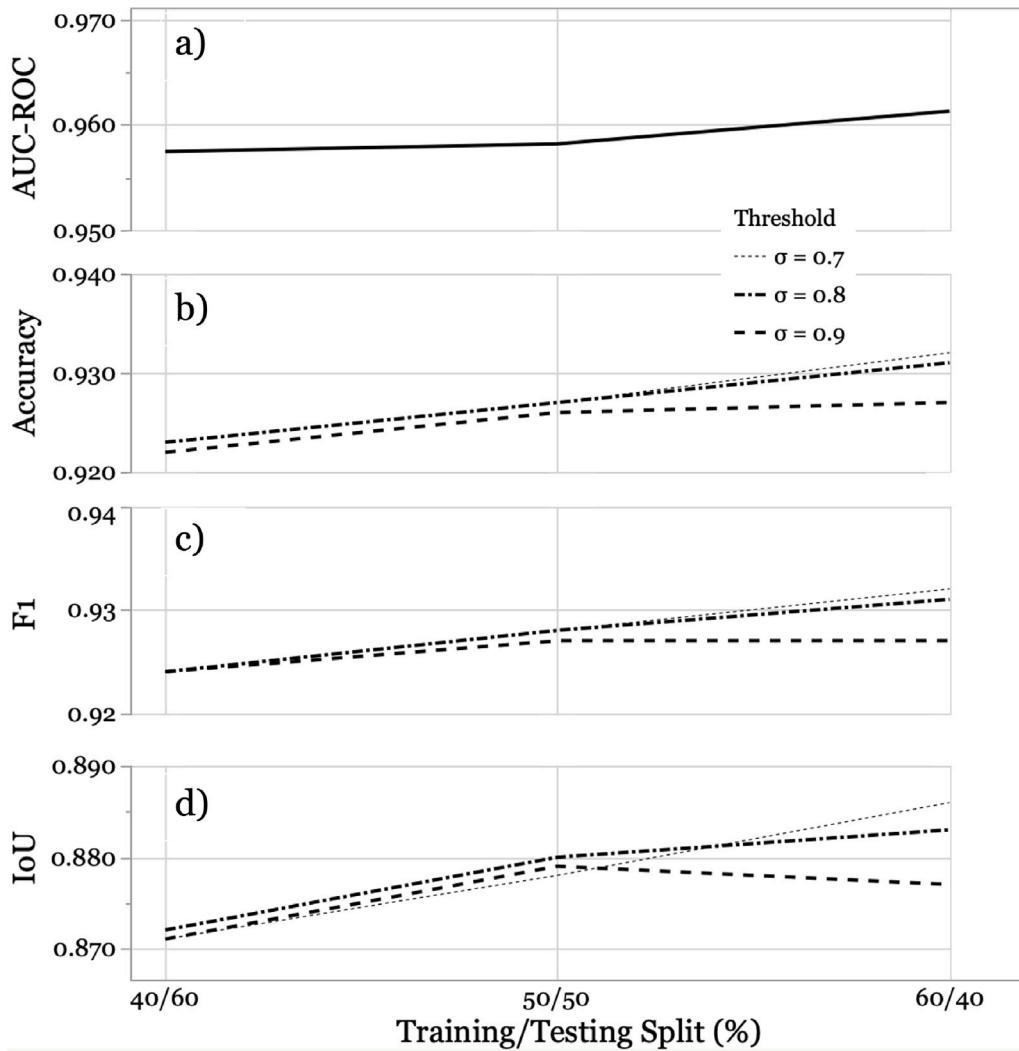 0.970
a)
AUC-ROC
0.960
0.950
Threshold
σ = 0.7
σ = 0.8
σ = 0.9
0.940
b)
Accuracy
0.930
0.920
0.94
c)
F1
0.93
0.92
0.890
d)
IoU
0.880
0.870
40/60 50/50 60/40
Training/Testing Split (%)